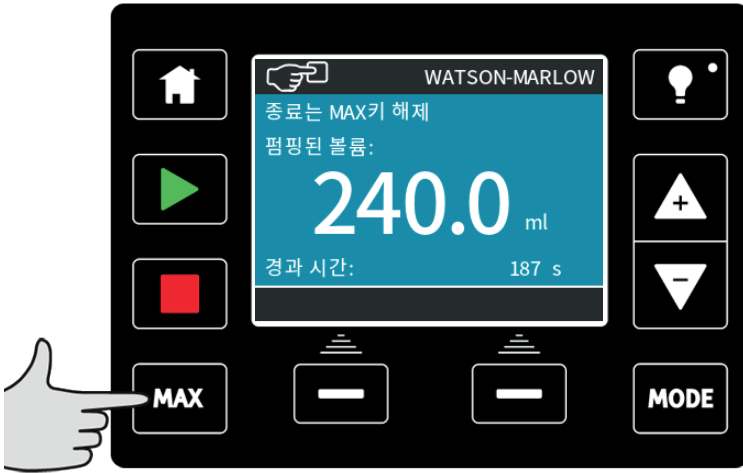 WATSON-MARLOW
종료는 MAX키 해제
펌핑된 볼륨:
240.0 ml
경과 시간: 187 s
MAX
MODE